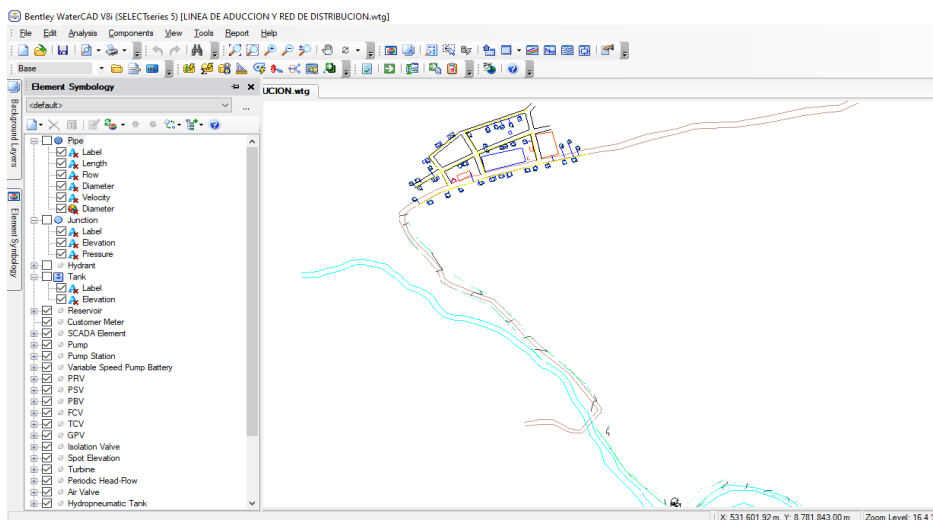 Bentley WaterCAD V8i (SELECTseries 5) [LINEA DE ADUCCION Y RED DE DISTRIBUCION.wtg]
File Edit Analysis Components View Tools Report Help
Base
Element Symbology
UCION.wtg
<default>
...
Background Layers
Element Symbology
Pipe
Label
Length
Flow
Diameter
Velocity
Diameter
Junction
Label
Elevation
Pressure
Hydrant
Tank
Label
Elevation
Reservoir
Customer Meter
SCADA Element
Pump
Pump Station
Variable Speed Pump Battery
PRV
PSV
PBV
FCV
TCV
GPV
Isolation Valve
Spot Elevation
Turbine
Periodic Head-Flow
Air Valve
Hydropneumatic Tank
X: 531,601.92 m, Y: 8,781,843.00 m Zoom Level: 16.4